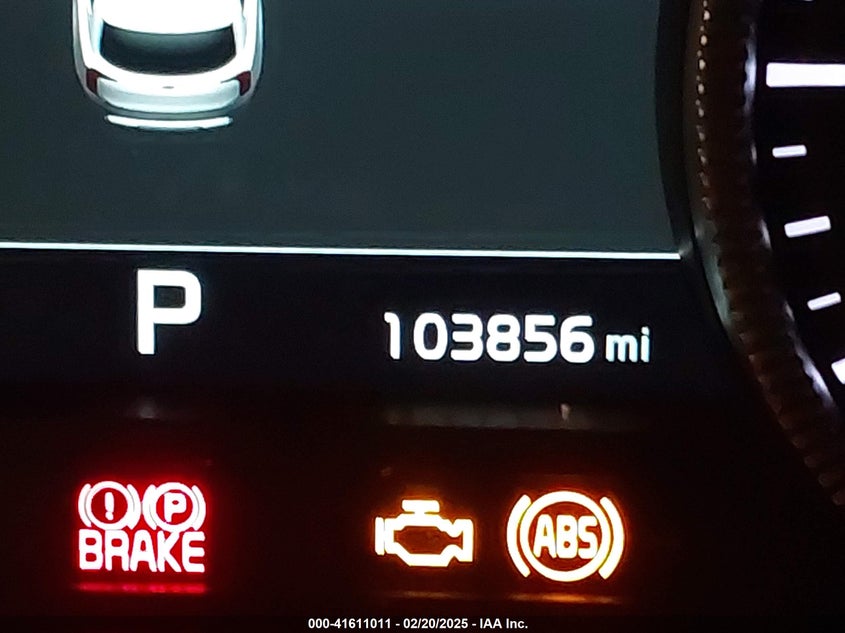 P
103856 mi
! P
BRAKE
ABS
000-41611011 - 02/20/2025 - IAA Inc.